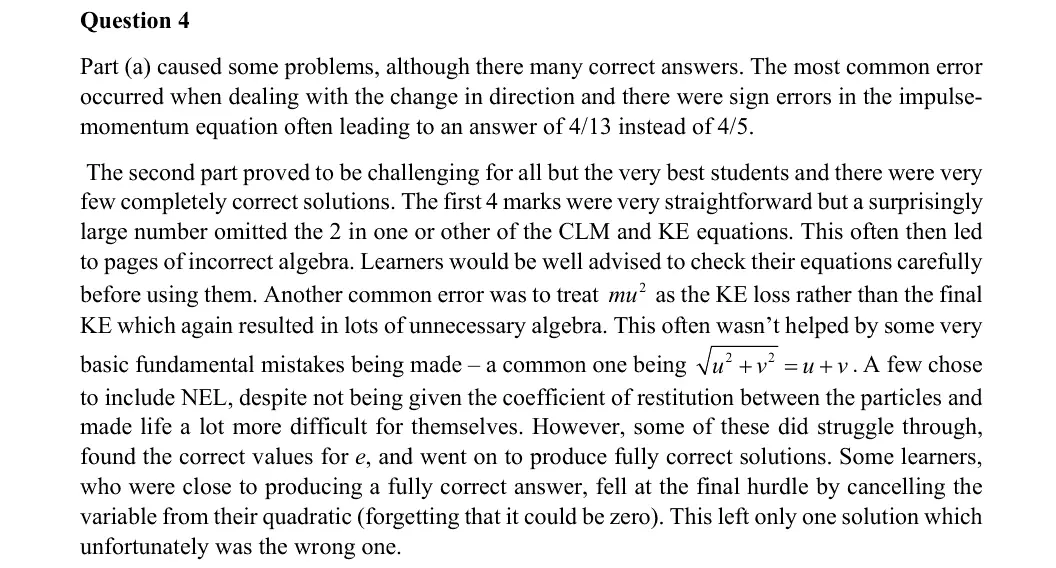 Question 4
Part (a) caused some problems, although there many correct answers. The most common error
occurred when dealing with the change in direction and there were sign errors in the impulse-
momentum equation often leading to an answer of 4/13 instead of 4/5.
The second part proved to be challenging for all but the very best students and there were very
few completely correct solutions. The first 4 marks were very straightforward but a surprisingly
large number omitted the 2 in one or other of the CLM and KE equations. This often then led
to pages of incorrect algebra. Learners would be well advised to check their equations carefully
before using them. Another common error was to treat mu² as the KE loss rather than the final
KE which again resulted in lots of unnecessary algebra. This often wasn’t helped by some very
basic fundamental mistakes being made – a common one being √(u² + v²) = u + v. A few chose
to include NEL, despite not being given the coefficient of restitution between the particles and
made life a lot more difficult for themselves. However, some of these did struggle through,
found the correct values for e, and went on to produce fully correct solutions. Some learners,
who were close to producing a fully correct answer, fell at the final hurdle by cancelling the
variable from their quadratic (forgetting that it could be zero). This left only one solution which
unfortunately was the wrong one.